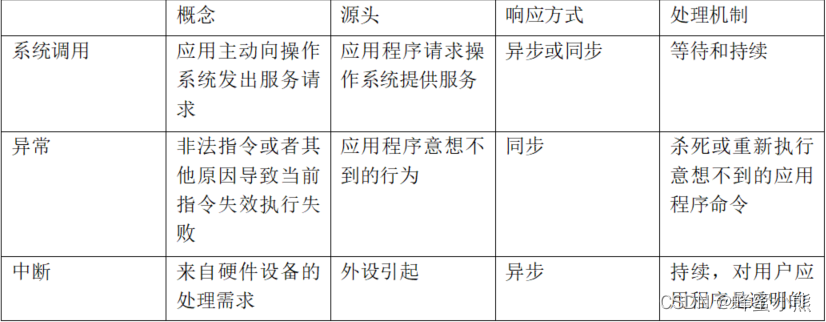 概念 源头 响应方式 处理机制
系统调用 应用主动向操作 应用程序请求操 异步或同步 等待和持续
系统发出服务请 作系统提供服务
求
异常 非法指令或者其 应用程序意想不 同步 杀死或重新执行
他原因导致当前 到的行为 意想不到的应用
指令失效执行失 程序命令
败
中断 来自硬件设备的 外设引起 异步 持续，对用户应
处理需求 用程序是透明的
CSDN @蜂蜜小熊